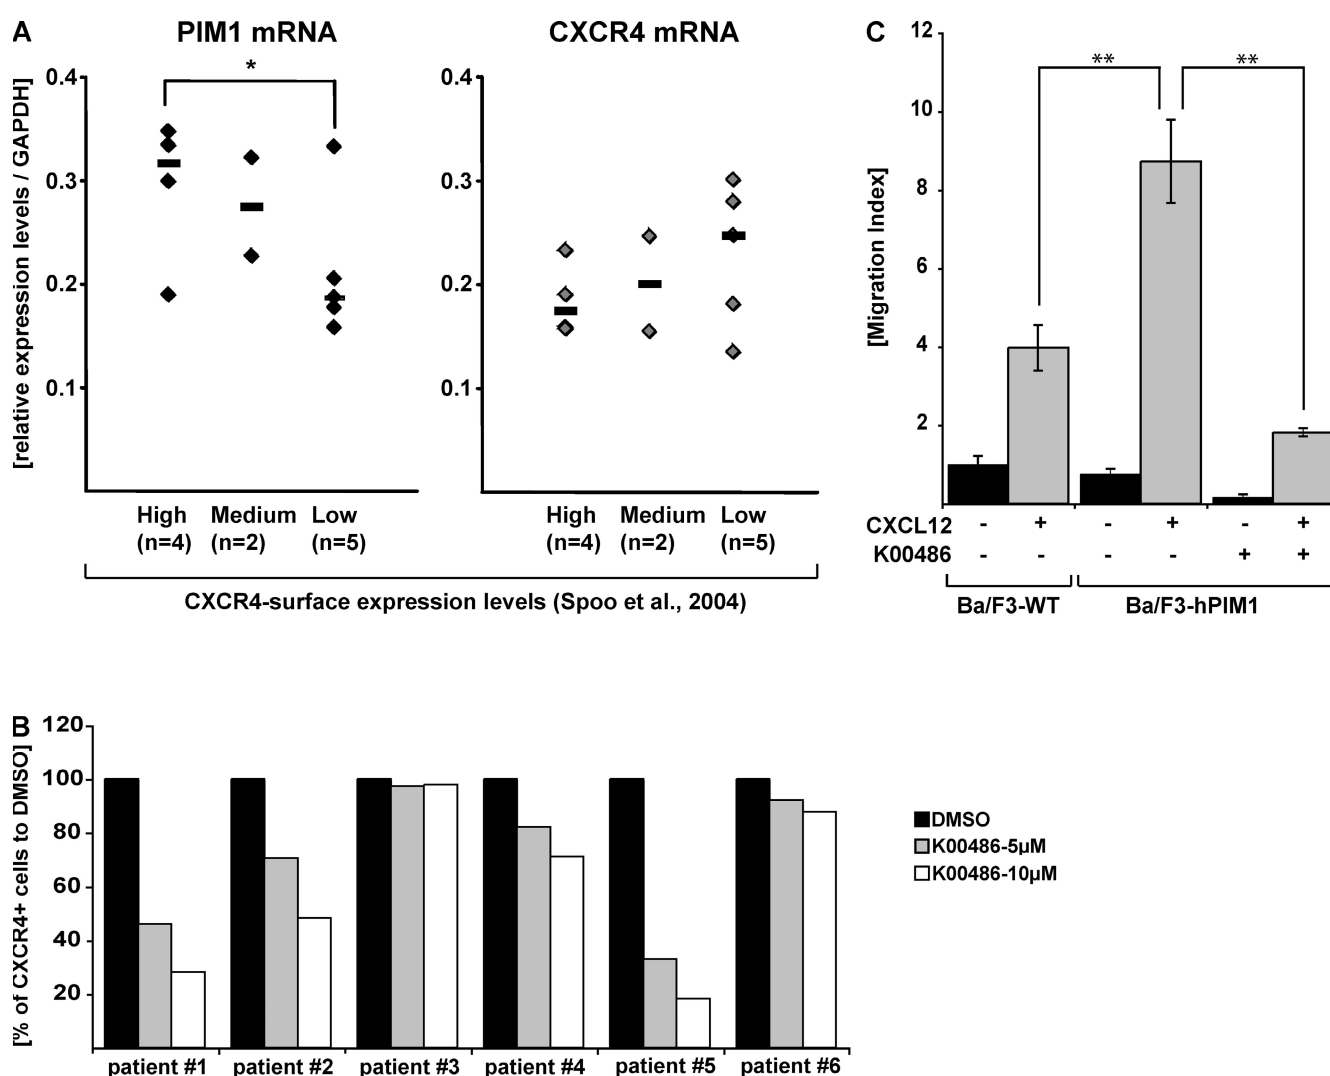 A
PIM1 mRNA
CXCR4 mRNA
[relative expression levels / GAPDH]
0.4
0.3
0.2
0.1
*
0.4
0.3
0.2
0.1
High Medium Low
(n=4) (n=2) (n=5)
High Medium Low
(n=4) (n=2) (n=5)
CXCR4-surface expression levels (Spoo et al., 2004)
C
[Migration Index]
12
10
8
6
4
2
** **
CXCL12 - + - + - +
K00486 - - - - + +
Ba/F3-WT Ba/F3-hPIM1
B
[% of CXCR4+ cells to DMSO]
120
100
80
60
40
20
patient #1 patient #2 patient #3 patient #4 patient #5 patient #6
DMSO
K00486-5µM
K00486-10µM